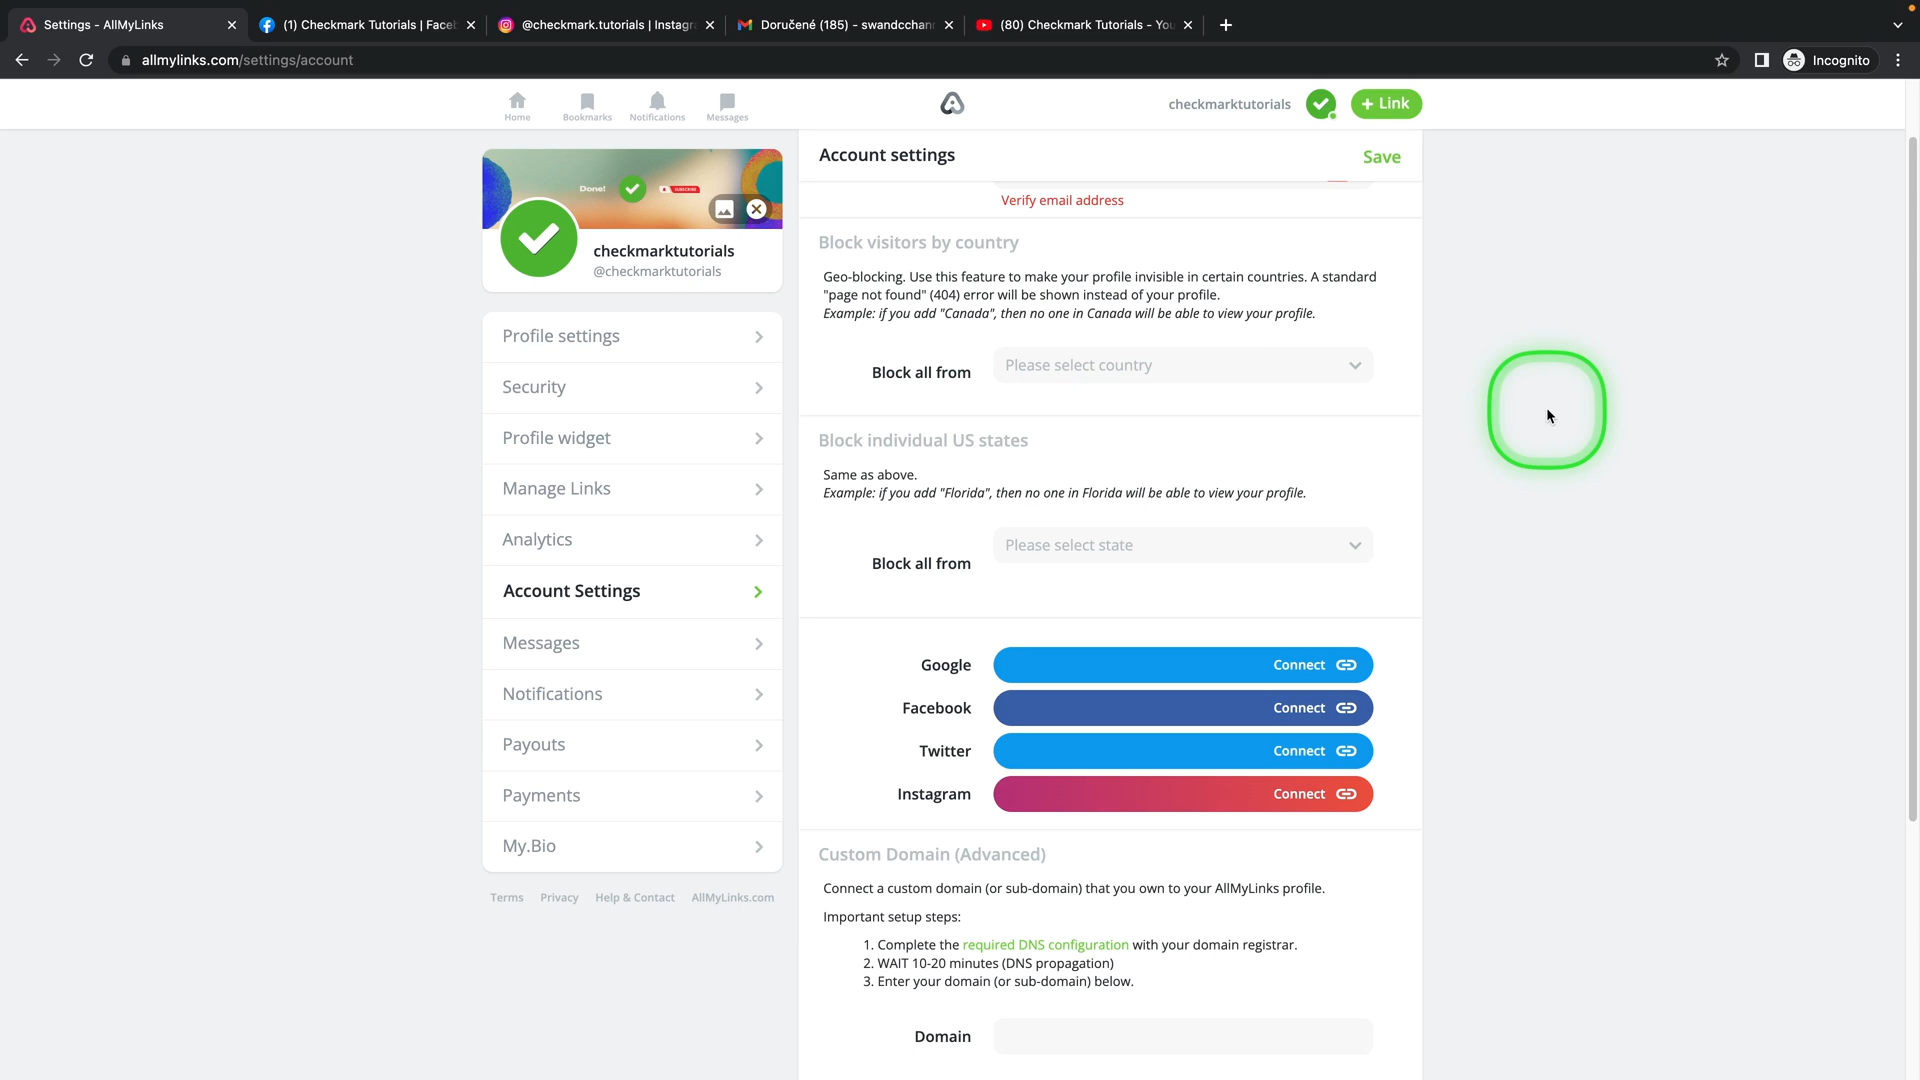 Settings - AllMyLinks
(1) Checkmark Tutorials | Faceb
@checkmark.tutorials | Instagra
Doručené (185) - swandcchann
(80) Checkmark Tutorials - You
allmylinks.com/settings/account
Incognito
Home
Bookmarks
Notifications
Messages
checkmarktutorials
+ Link
Done!
SUBSCRIBE
checkmarktutorials
@checkmarktutorials
Profile settings
Security
Profile widget
Manage Links
Analytics
Account Settings
Messages
Notifications
Payouts
Payments
My.Bio
Terms Privacy Help & Contact AllMyLinks.com
Account settings
Save
Verify email address
Block visitors by country
Geo-blocking. Use this feature to make your profile invisible in certain countries. A standard
"page not found" (404) error will be shown instead of your profile.
Example: if you add "Canada", then no one in Canada will be able to view your profile.
Block all from
Please select country
Block individual US states
Same as above.
Example: if you add "Florida", then no one in Florida will be able to view your profile.
Block all from
Please select state
Google
Connect
Facebook
Connect
Twitter
Connect
Instagram
Connect
Custom Domain (Advanced)
Connect a custom domain (or sub-domain) that you own to your AllMyLinks profile.
Important setup steps:
1. Complete the required DNS configuration with your domain registrar.
2. WAIT 10-20 minutes (DNS propagation)
3. Enter your domain (or sub-domain) below.
Domain